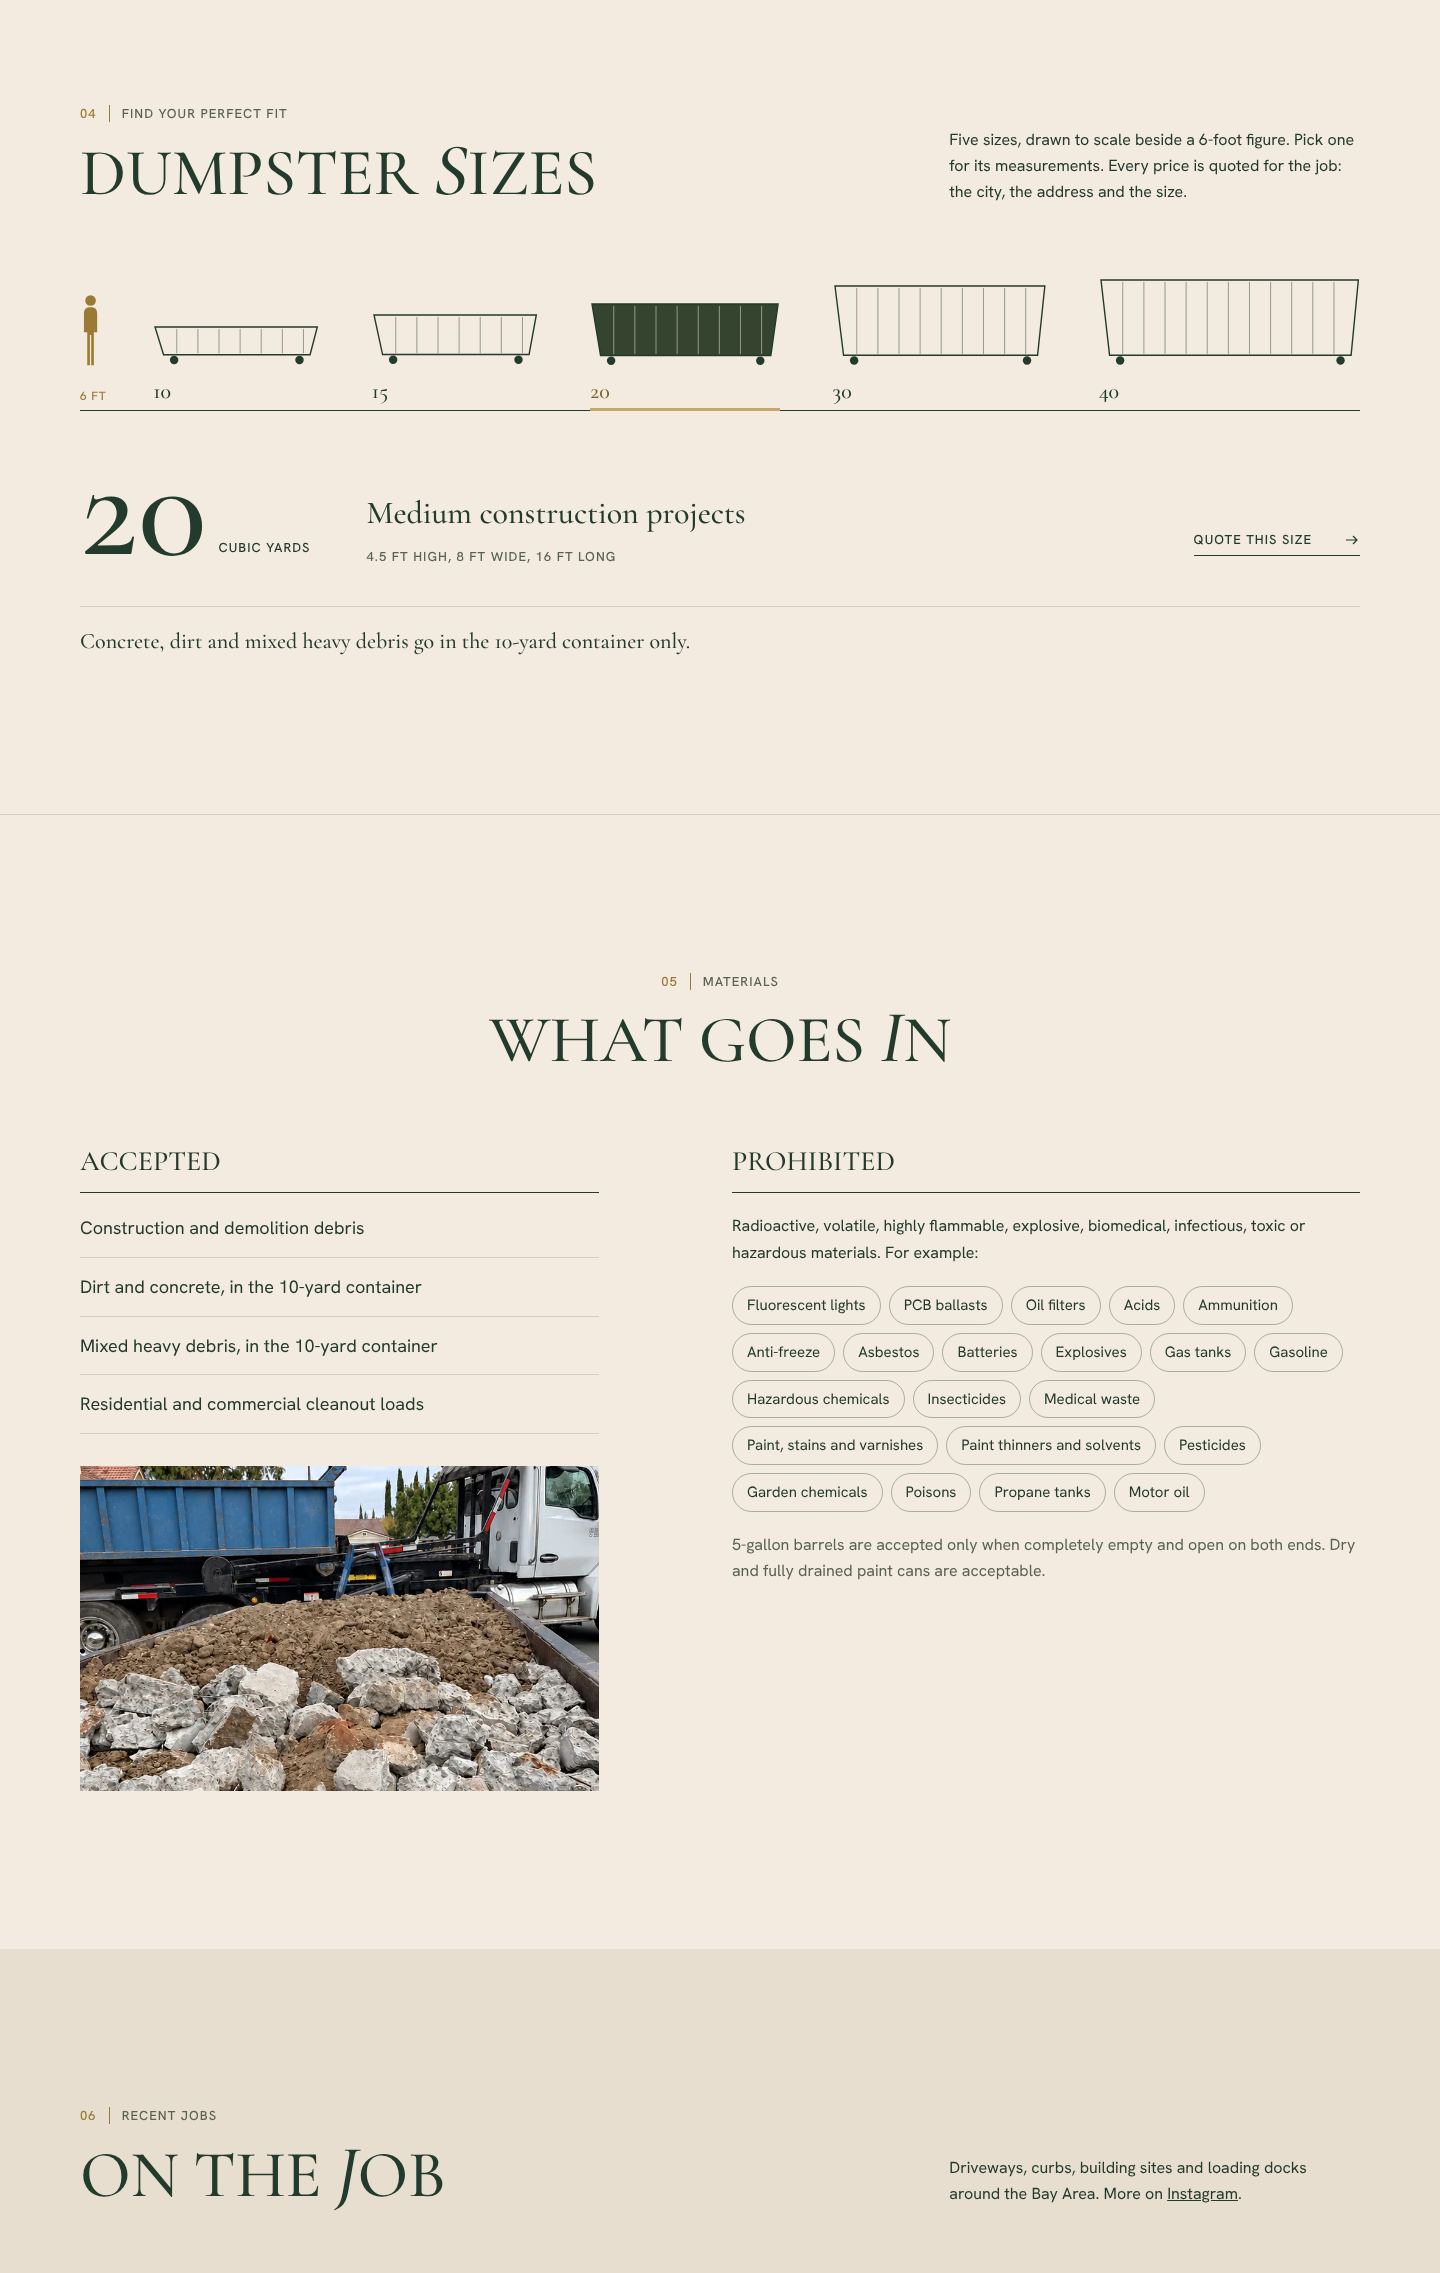 04 | FIND YOUR PERFECT FIT
DUMPSTER SIZES
Five sizes, drawn to scale beside a 6-foot figure. Pick one
for its measurements. Every price is quoted for the job:
the city, the address and the size.
6 FT
10
15
20
30
40
20 CUBIC YARDS
Medium construction projects
4.5 FT HIGH, 8 FT WIDE, 16 FT LONG
QUOTE THIS SIZE →
Concrete, dirt and mixed heavy debris go in the 10-yard container only.
05 | MATERIALS
WHAT GOES IN
ACCEPTED
Construction and demolition debris
Dirt and concrete, in the 10-yard container
Mixed heavy debris, in the 10-yard container
Residential and commercial cleanout loads
PROHIBITED
Radioactive, volatile, highly flammable, explosive, biomedical, infectious, toxic or
hazardous materials. For example:
Fluorescent lights PCB ballasts Oil filters Acids Ammunition
Anti-freeze Asbestos Batteries Explosives Gas tanks Gasoline
Hazardous chemicals Insecticides Medical waste
Paint, stains and varnishes Paint thinners and solvents Pesticides
Garden chemicals Poisons Propane tanks Motor oil
5-gallon barrels are accepted only when completely empty and open on both ends. Dry
and fully drained paint cans are acceptable.
06 | RECENT JOBS
ON THE JOB
Driveways, curbs, building sites and loading docks
around the Bay Area. More on Instagram.